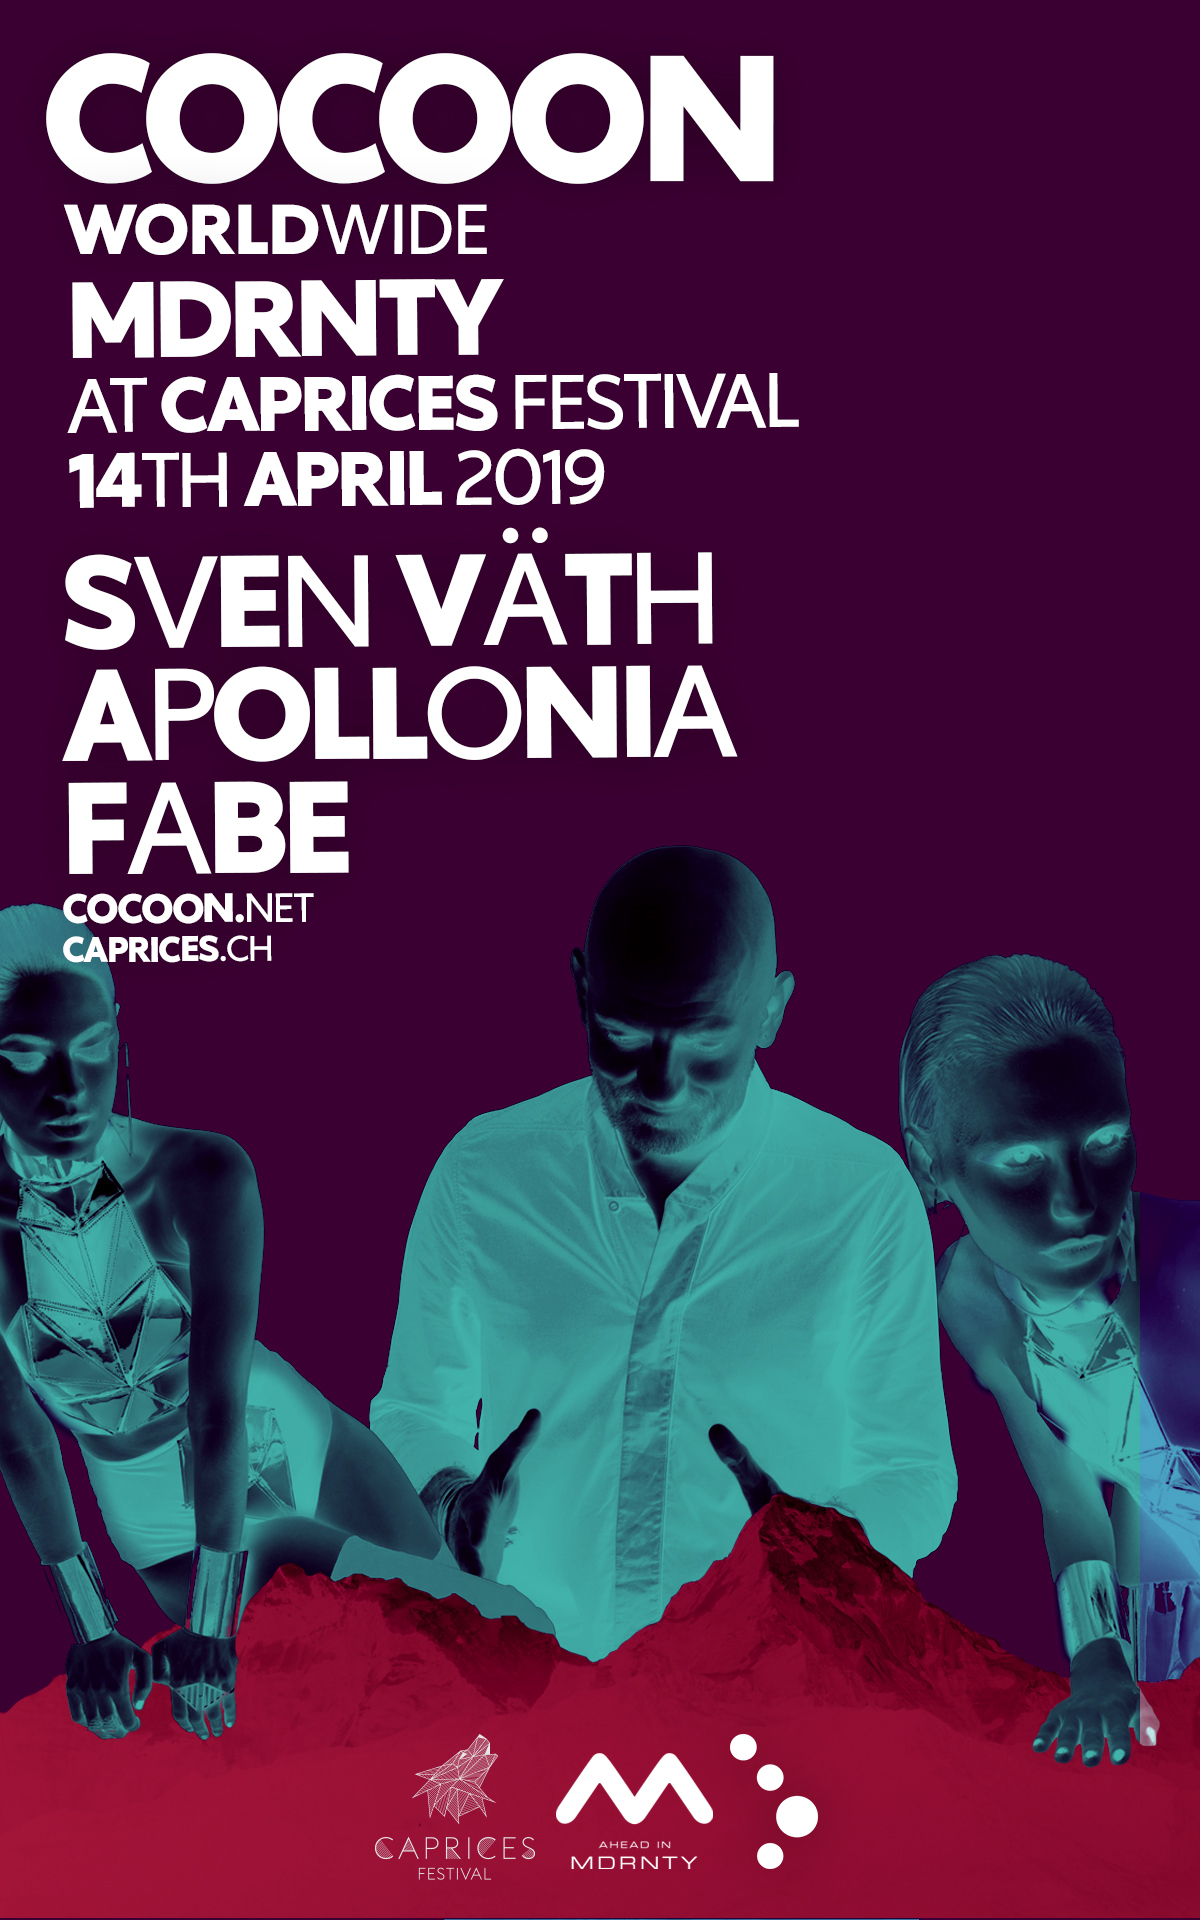 COCOON
WORLDWIDE
MDRNTY
AT CAPRICES FESTIVAL
14TH APRIL 2019
SVEN VÄTH
APOLLONIA
FABE
COCOON.NET
CAPRICES.CH
CAPRICES
FESTIVAL
AHEAD IN
MDRNTY